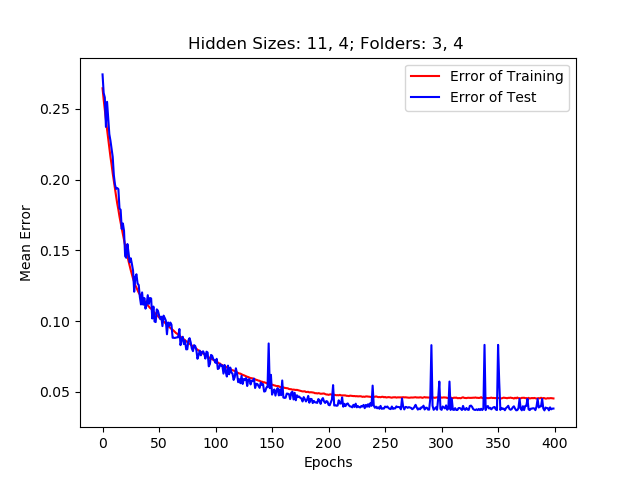 Hidden Sizes: 11, 4; Folders: 3, 4
Error of Training
Error of Test
0.25
0.20
0.15
0.10
0.05
Mean Error
0 50 100 150 200 250 300 350 400
Epochs